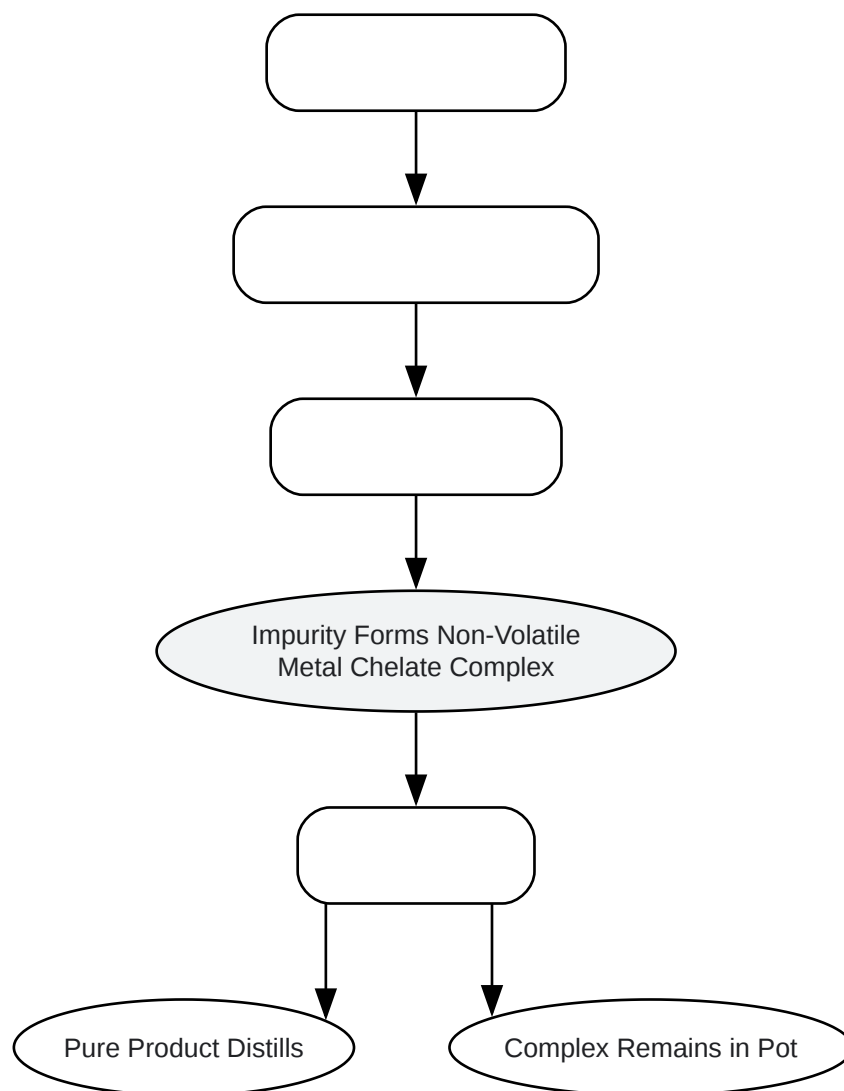 Impurity Forms Non-Volatile
Metal Chelate Complex
Pure Product Distills
Complex Remains in Pot